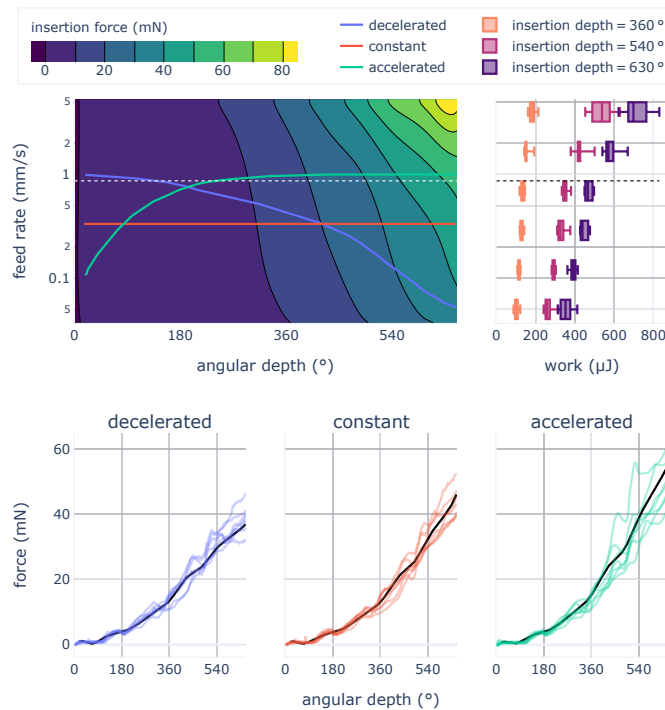 insertion force (mN)
0 20 40 60 80
decelerated
constant
accelerated
insertion depth = 360 °
insertion depth = 540 °
insertion depth = 630 °
feed rate (mm/s)
5
2
1
5
2
0.1
5
0 180 360 540
angular depth (°)
0 200 400 600 800
work (µJ)
decelerated constant accelerated
force (mN)
60
40
20
0
0 180 360 540 0 180 360 540 0 180 360 540
angular depth (°)